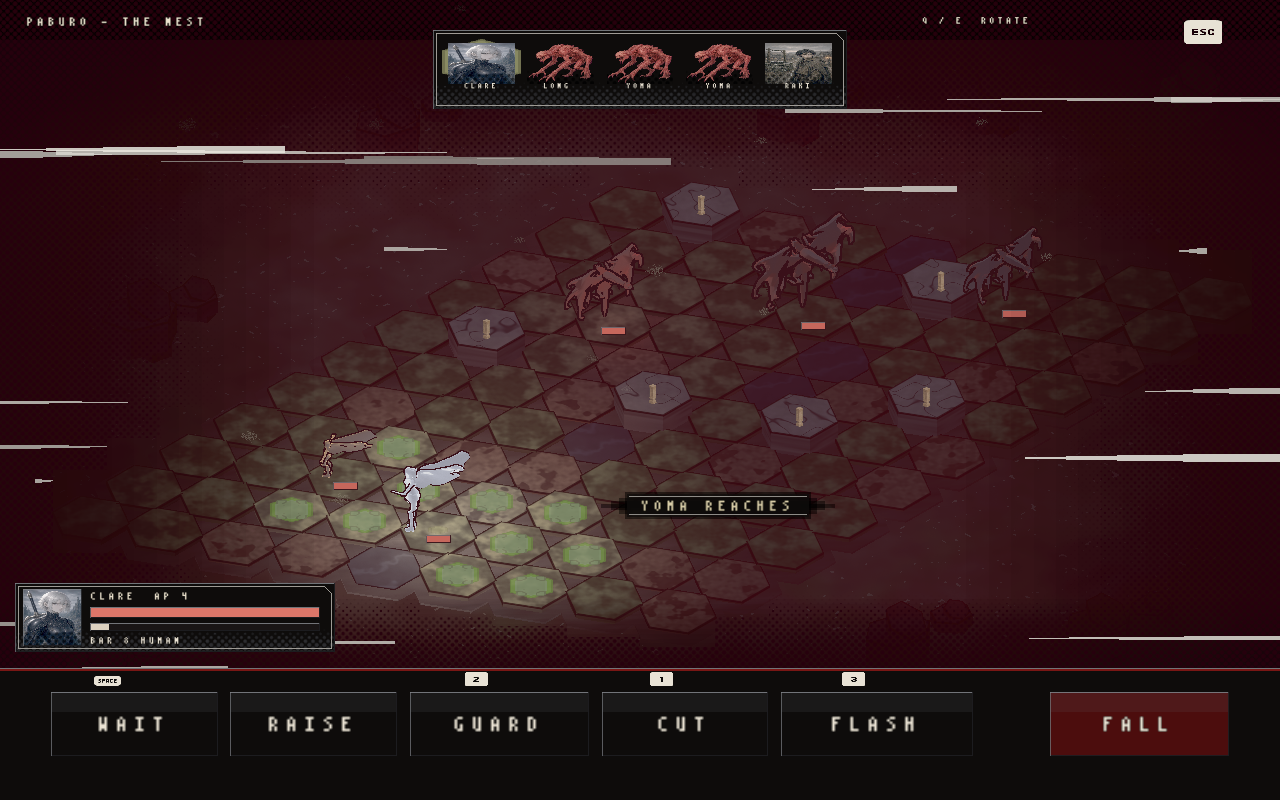 PABURO - THE NEST
Q / E ROTATE
ESC
CLARE LONG YOMA YOMA RAKI
YOMA REACHES
CLARE AP 4
BAR 8 HUMAN
SPACE 2 1 3
WAIT RAISE GUARD CUT FLASH FALL